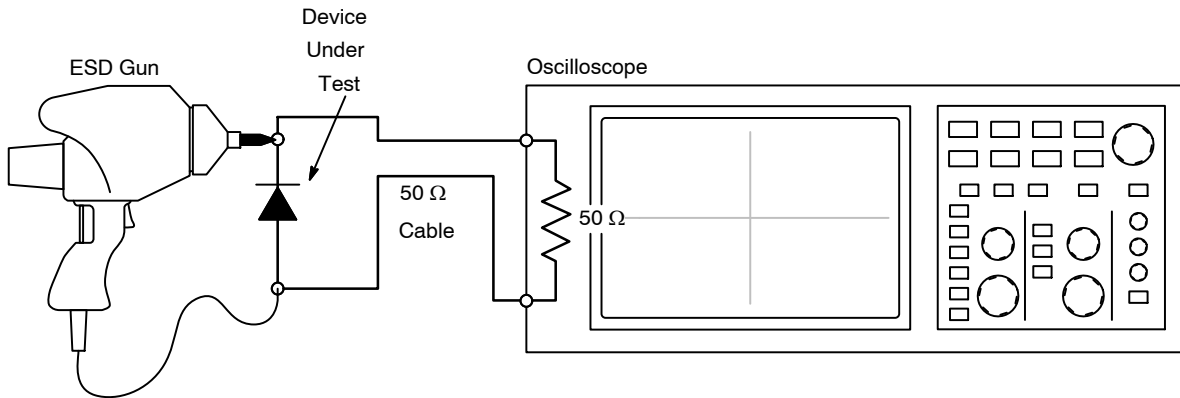 Device
Under
Test
ESD Gun
Oscilloscope
50 Ω
Cable
50 Ω